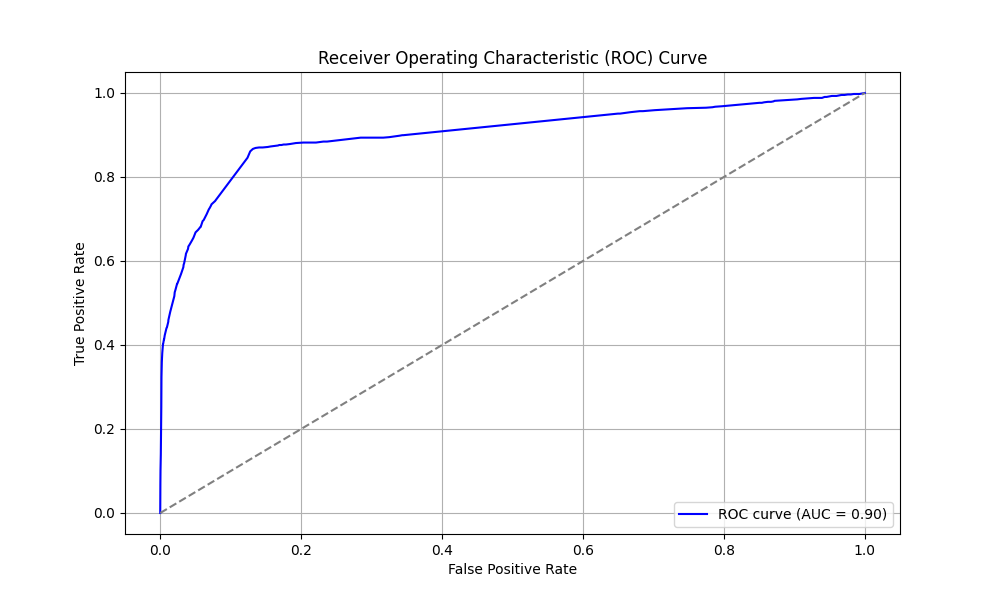 Receiver Operating Characteristic (ROC) Curve
True Positive Rate
1.0
0.8
0.6
0.4
0.2
0.0
0.0 0.2 0.4 0.6 0.8 1.0
False Positive Rate
ROC curve (AUC = 0.90)